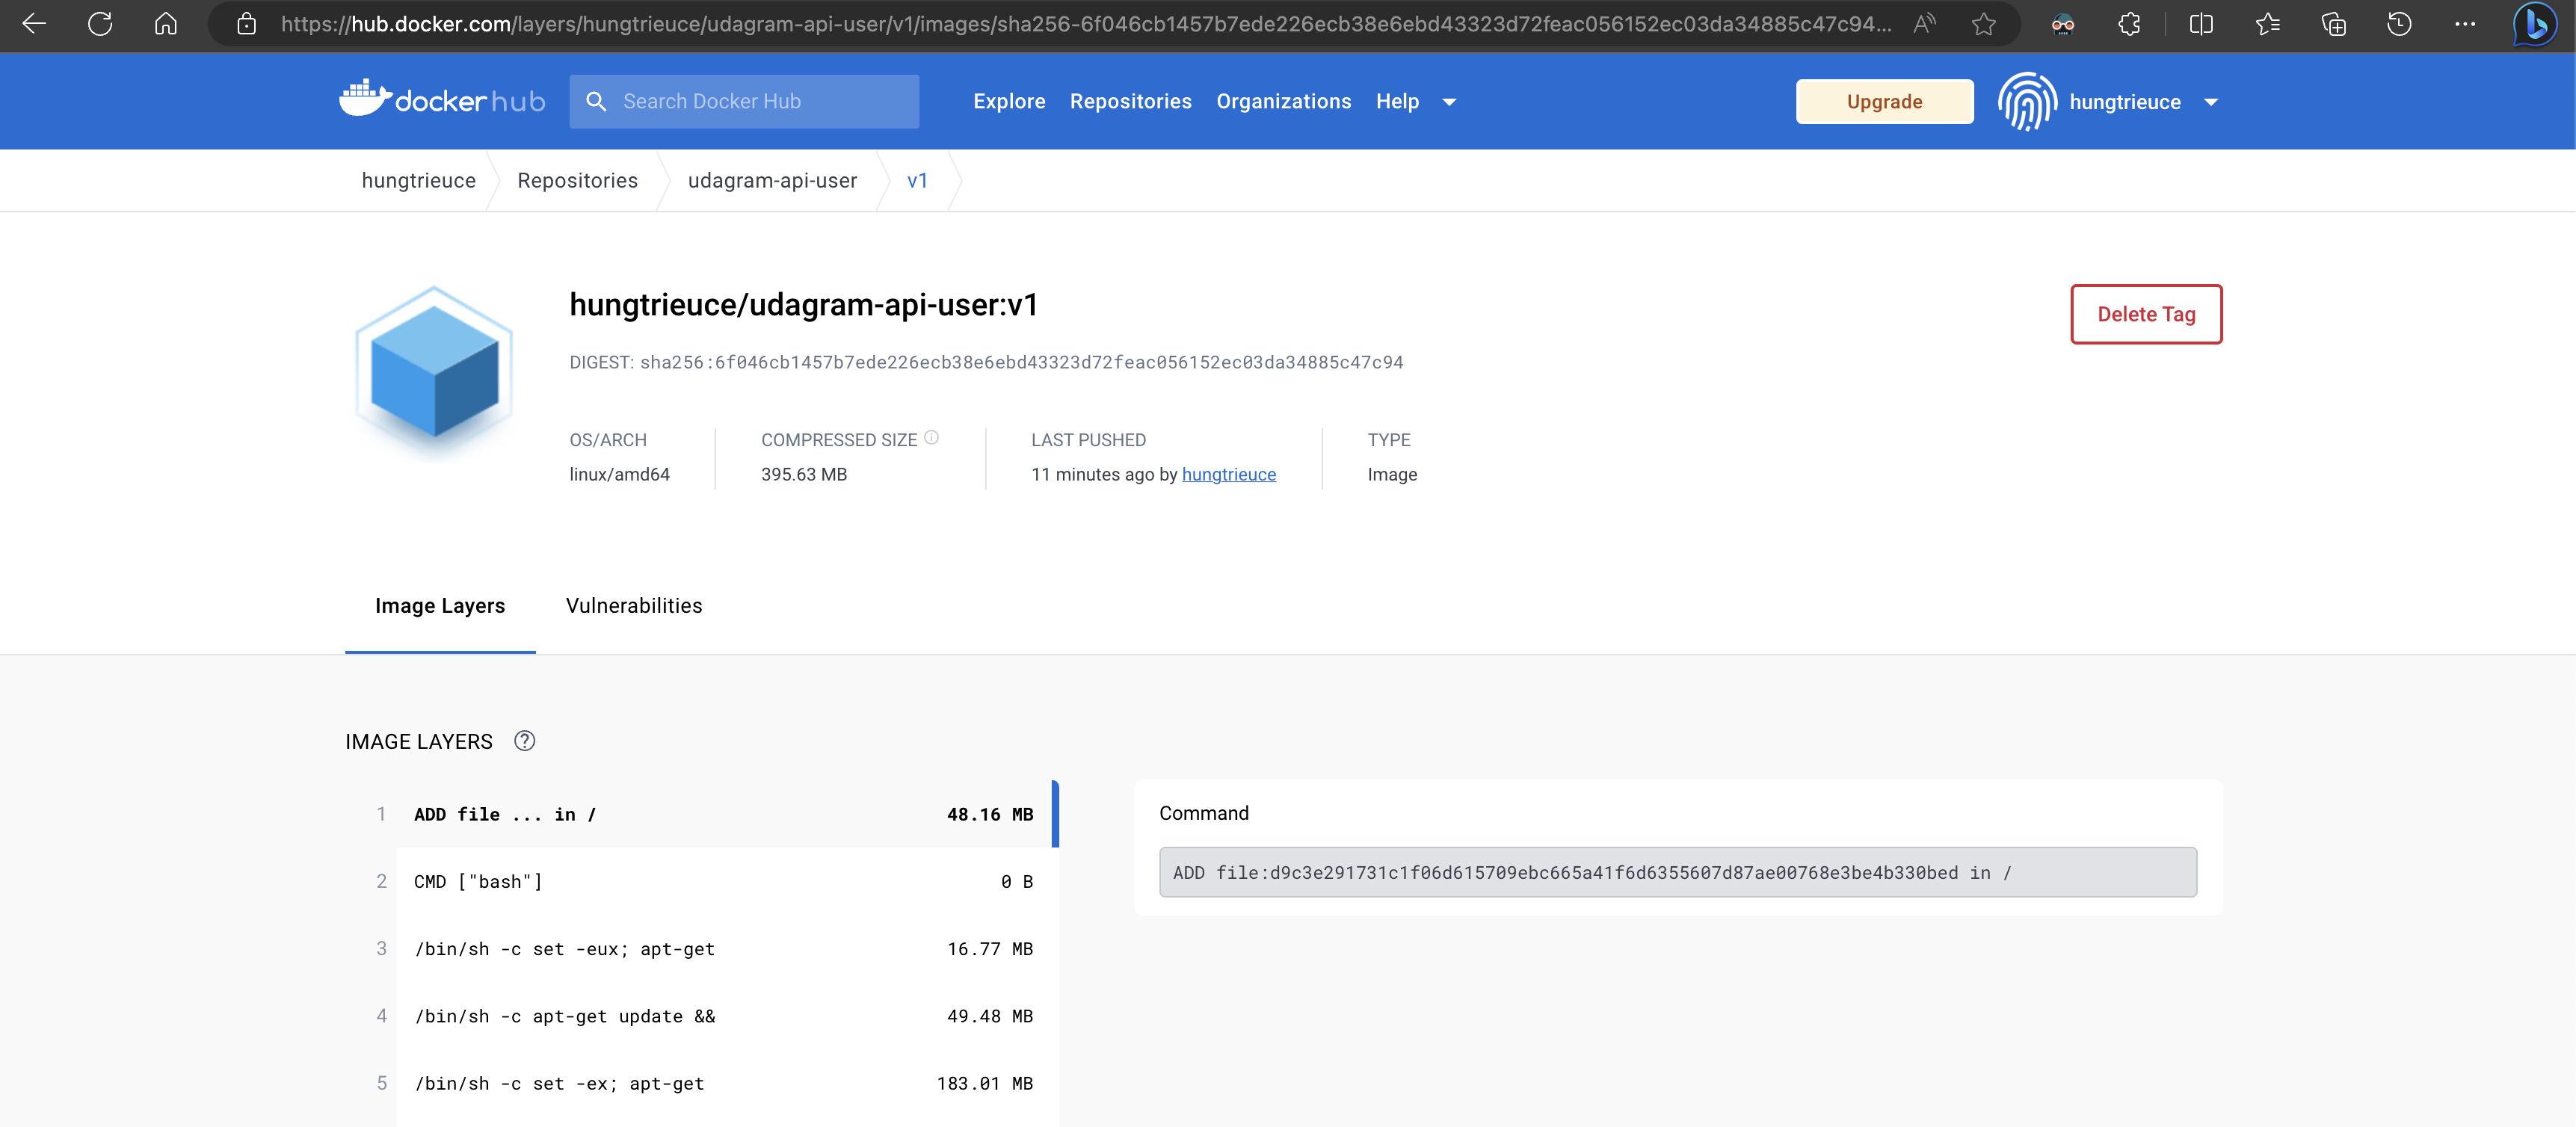 https://hub.docker.com/layers/hungtrieuce/udagram-api-user/v1/images/sha256-6f046cb1457b7ede226ecb38e6ebd43323d72feac056152ec03da34885c47c94...
docker hub
Search Docker Hub
Explore Repositories Organizations Help
Upgrade
hungtrieuce
hungtrieuce Repositories udagram-api-user v1
hungtrieuce/udagram-api-user:v1
Delete Tag
DIGEST: sha256:6f046cb1457b7ede226ecb38e6ebd43323d72feac056152ec03da34885c47c94
OS/ARCH COMPRESSED SIZE LAST PUSHED TYPE
linux/amd64 395.63 MB 11 minutes ago by hungtrieuce Image
Image Layers Vulnerabilities
IMAGE LAYERS
1 ADD file ... in / 48.16 MB
2 CMD ["bash"] 0 B
3 /bin/sh -c set -eux; apt-get 16.77 MB
4 /bin/sh -c apt-get update && 49.48 MB
5 /bin/sh -c set -ex; apt-get 183.01 MB
Command
ADD file:d9c3e291731c1f06d615709ebc665a41f6d6355607d87ae00768e3be4b330bed in /